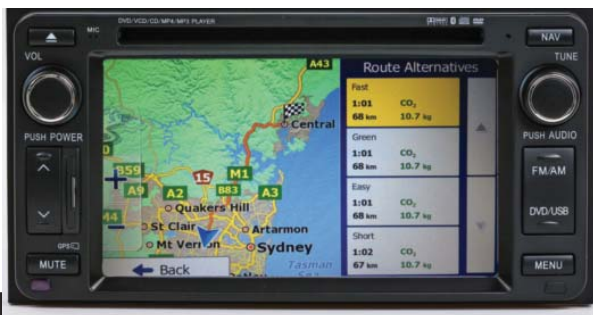 DVD/VCD/CD/MP4/MP3 PLAYER
MIC
NAV
VOL
TUNE
PUSH POWER
PUSH AUDIO
FM/AM
DVD/USB
GPS
MUTE
MENU
A43
Central
B59
15
M1
A9
A2
B83
A3
Quakers Hill
St Clair
Artarmon
Sydney
Tasman
Back
Route Alternatives
Fast
1:01 CO₂
68 km 10.7 kg
Green
1:01 CO₂
68 km 10.7 kg
Easy
1:01 CO₂
68 km 10.7 kg
Short
1:02 CO₂
67 km 10.7 kg